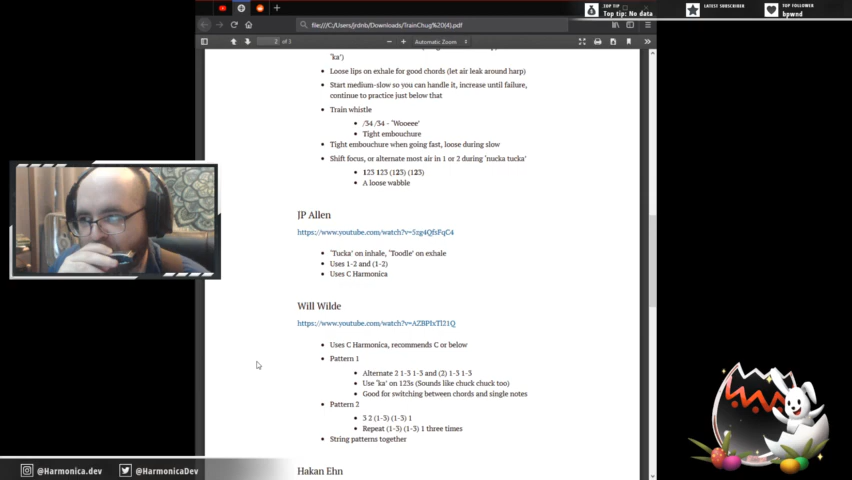 TOP TIP
Top tip: No data
LATEST SUBSCRIBER
TOP FOLLOWER
bpwnd
file:///C:/Users/jrdnb/Downloads/TrainChug%20(4).pdf
2 of 3
Automatic Zoom
'ka')
• Loose lips on exhale for good chords (let air leak around harp)
• Start medium-slow so you can handle it, increase until failure,
continue to practice just below that
• Train whistle
• /34 /34 - 'Wooeee'
• Tight embouchure
• Tight embouchure when going fast, loose during slow
• Shift focus, or alternate most air in 1 or 2 during 'nucka tucka'
• 123 123 (123) (123)
• A loose wabble
JP Allen
https://www.youtube.com/watch?v=5zg4QfsFqC4
• 'Tucka' on inhale, 'Toodle' on exhale
• Uses 1-2 and (1-2)
• Uses C Harmonica
Will Wilde
https://www.youtube.com/watch?v=AZBPIxTl21Q
• Uses C Harmonica, recommends C or below
• Pattern 1
• Alternate 2 1-3 1-3 and (2) 1-3 1-3
• Use 'ka' on 123s (Sounds like chuck chuck too)
• Good for switching between chords and single notes
• Pattern 2
• 3 2 (1-3) (1-3) 1
• Repeat (1-3) (1-3) 1 three times
• String patterns together
Hakan Ehn
@Harmonica.dev
@HarmonicaDev